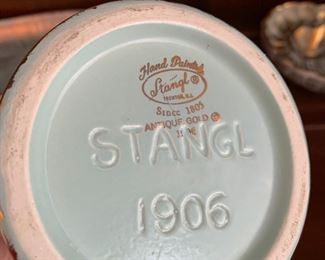 Hand Painted
Stangl
TRENTON, N.J.
SINCE 1805
ANTIQUE GOLD ©
STANGL
1906